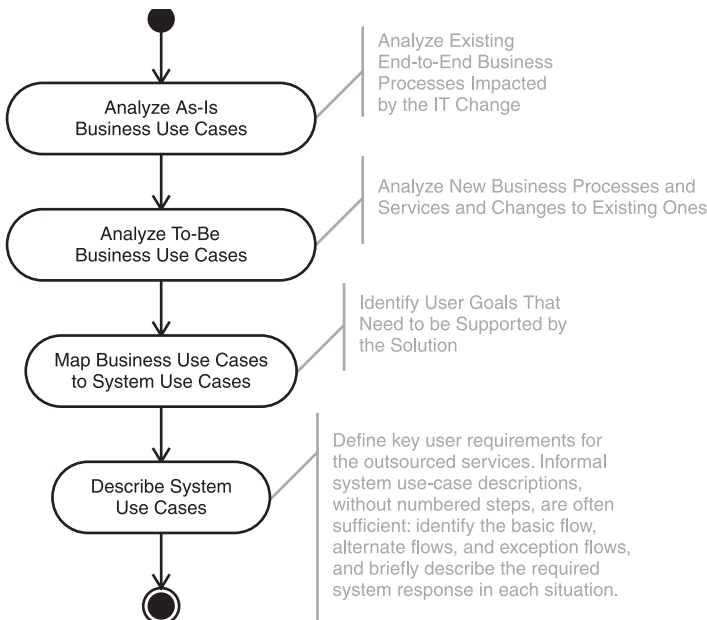 Analyze Existing
End-to-End Business
Processes Impacted
by the IT Change
Analyze As-Is
Business Use Cases
Analyze New Business Processes and
Services and Changes to Existing Ones
Analyze To-Be
Business Use Cases
Identify User Goals That
Need to be Supported by
the Solution
Map Business Use Cases
to System Use Cases
Define key user requirements for
the outsourced services. Informal
system use-case descriptions,
without numbered steps, are often
sufficient: identify the basic flow,
alternate flows, and exception flows,
and briefly describe the required
system response in each situation.
Describe System
Use Cases